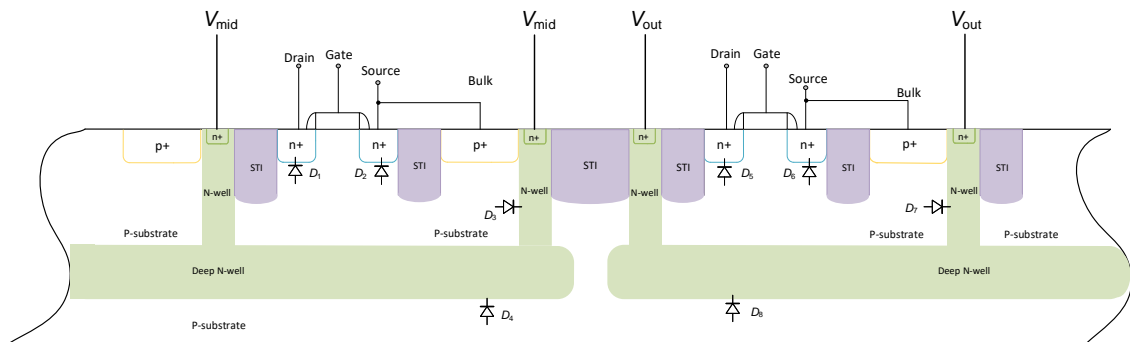 Vmid
Vmid
Vout
Vout
Drain
Gate
Source
Bulk
Drain
Gate
Source
Bulk
p+
n+
STI
n+
n+
STI
p+
n+
STI
n+
STI
n+
n+
STI
p+
n+
STI
D1
D2
D5
D6
N-well
N-well
N-well
N-well
D3
D7
P-substrate
P-substrate
P-substrate
P-substrate
Deep N-well
Deep N-well
D4
D8
P-substrate